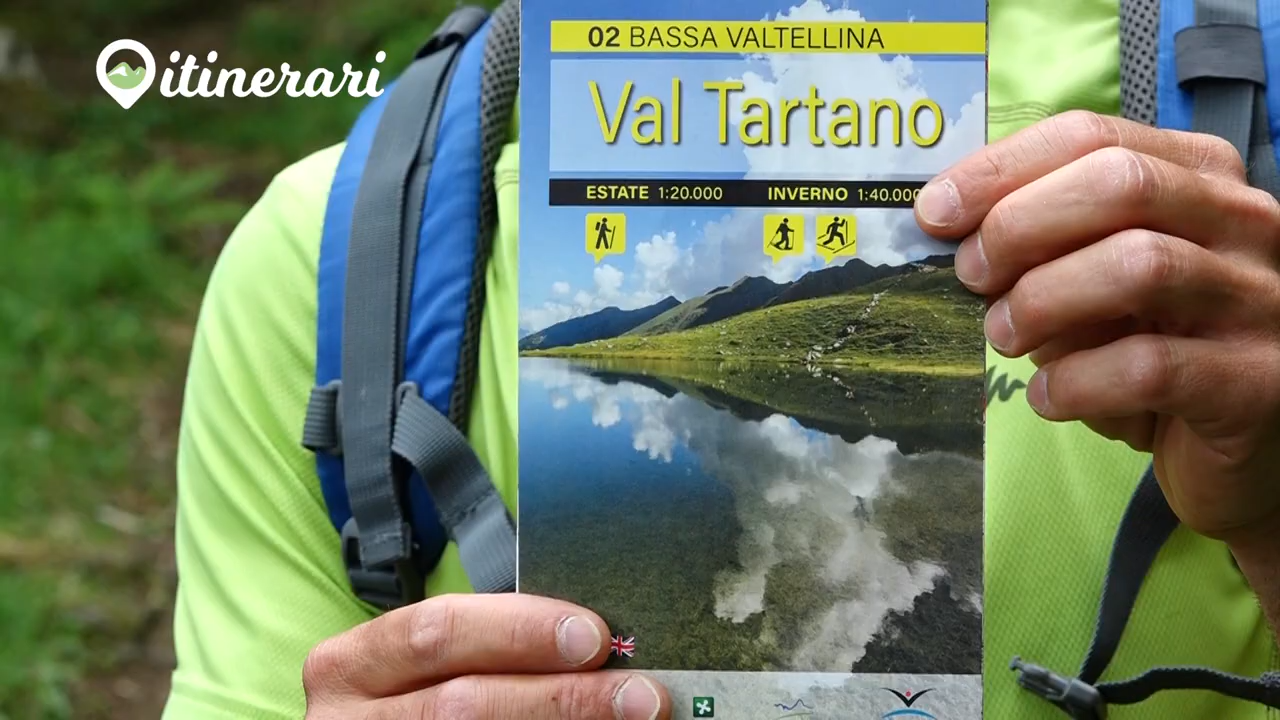 itinerari
02 BASSA VALTELLINA
Val Tartano
ESTATE 1:20.000 INVERNO 1:40.000